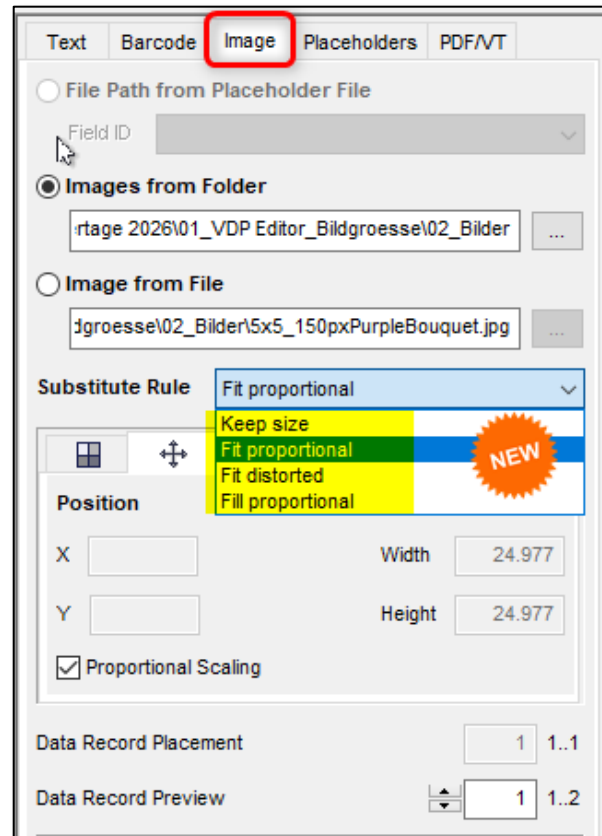 Text Barcode Image Placeholders PDF/VT
File Path from Placeholder File
Field ID
Images from Folder
rtage 2026\01_VDP Editor_Bildgroesse\02_Bilder ...
Image from File
dgroesse\02_Bilder\5x5_150pxPurpleBouquet.jpg ...
Substitute Rule Fit proportional
Keep size
Fit proportional
NEW
Fit distorted
Fill proportional
Position
X Width 24.977
Y Height 24.977
Proportional Scaling
Data Record Placement 1 1..1
Data Record Preview 1 1..2